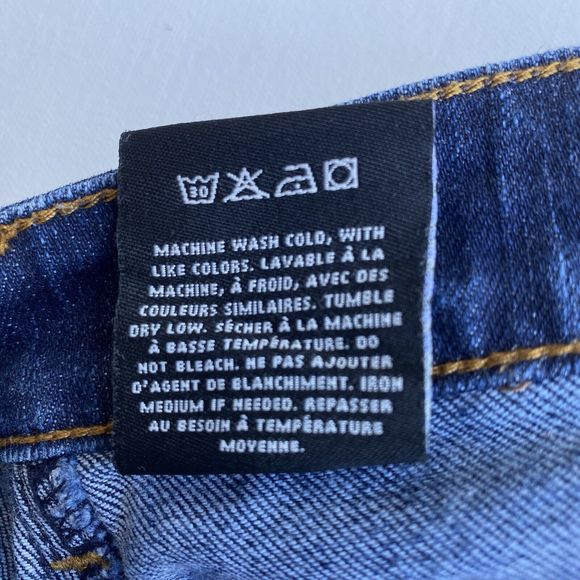 30
MACHINE WASH COLD, WITH
LIKE COLORS. LAVABLE À LA
MACHINE, À FROID, AVEC DES
COULEURS SIMILAIRES. TUMBLE
DRY LOW. SÉCHER À LA MACHINE
À BASSE TEMPÉRATURE. DO
NOT BLEACH. NE PAS AJOUTER
D'AGENT DE BLANCHIMENT. IRON
MEDIUM IF NEEDED. REPASSER
AU BESOIN À TEMPÉRATURE
MOYENNE.